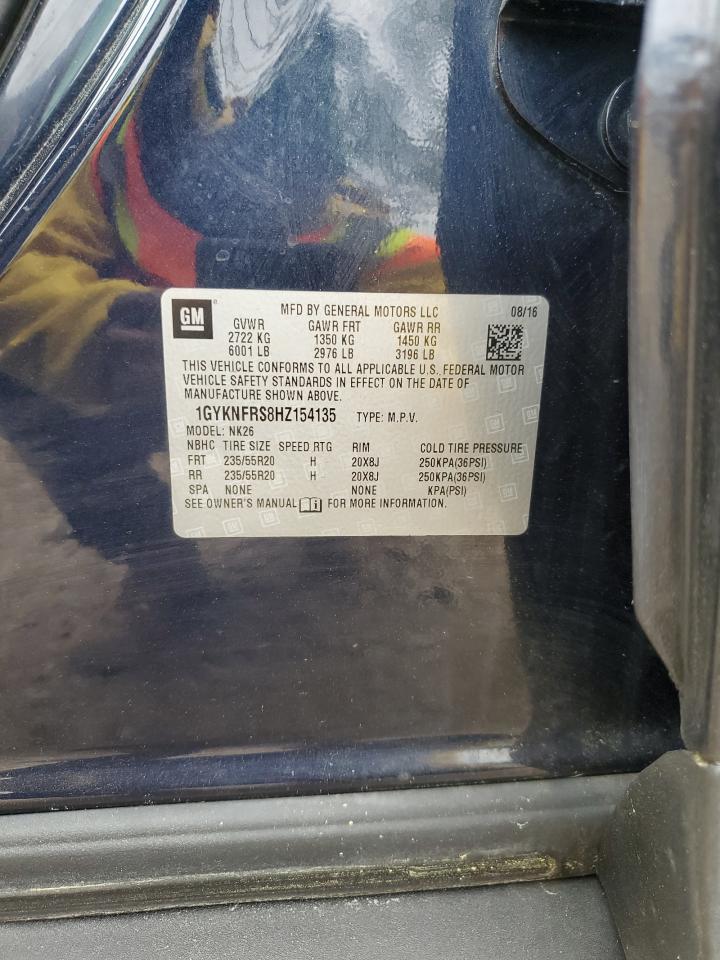 GM
MFD BY GENERAL MOTORS LLC 08/16
GVWR GAWR FRT GAWR RR
2722 KG 1350 KG 1450 KG
6001 LB 2976 LB 3196 LB
THIS VEHICLE CONFORMS TO ALL APPLICABLE U.S. FEDERAL MOTOR
VEHICLE SAFETY STANDARDS IN EFFECT ON THE DATE OF
MANUFACTURE SHOWN ABOVE.
1GYKNFRS8HZ154135 TYPE: M.P.V.
MODEL: NK26
NBHC TIRE SIZE SPEED RTG RIM COLD TIRE PRESSURE
FRT 235/55R20 H 20X8J 250KPA(36PSI)
RR 235/55R20 H 20X8J 250KPA(36PSI)
SPA NONE NONE KPA(PSI)
SEE OWNER'S MANUAL FOR MORE INFORMATION.